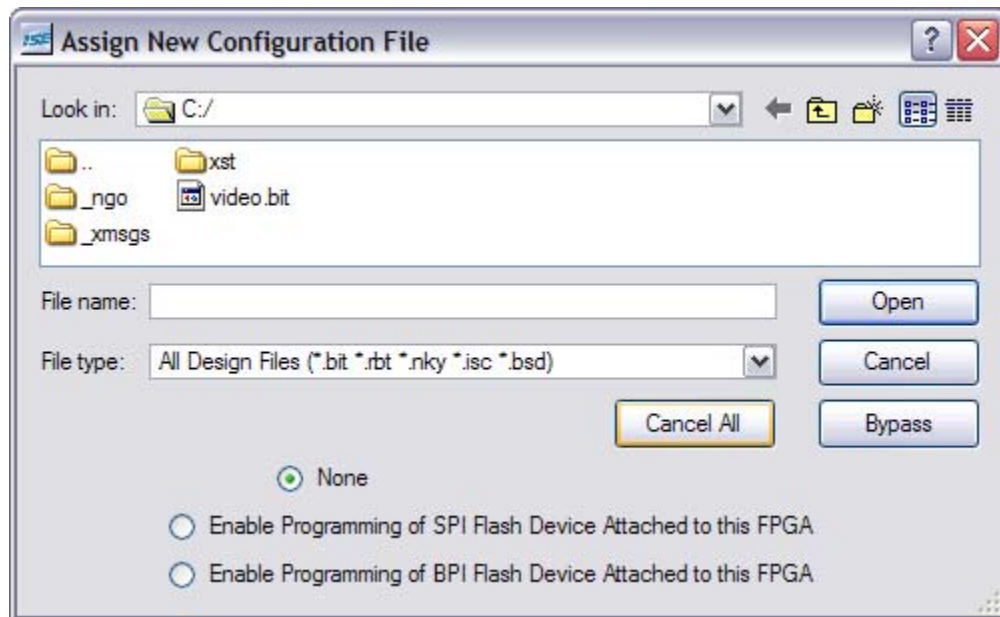 ISE Assign New Configuration File ?
Look in: C:/
.. xst
_ngo video.bit
_xmsgs
File name: Open
File type: All Design Files (*.bit *.rbt *.nky *.isc *.bsd) Cancel
Cancel All Bypass
None
Enable Programming of SPI Flash Device Attached to this FPGA
Enable Programming of BPI Flash Device Attached to this FPGA